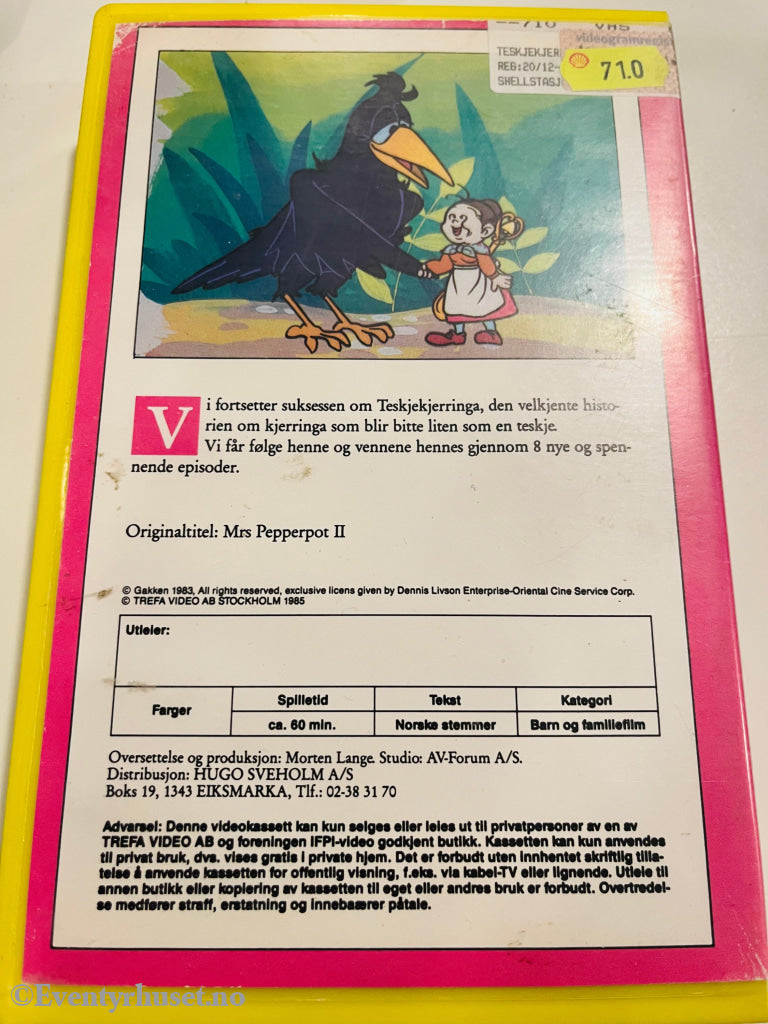 VHS
videogramregis
TESKJEKJER
REG:20/12-
SHELLSTASJ
710
Vi fortsetter suksessen om Teskjekjerringa, den velkjente histo-
rien om kjerringa som blir bitte liten som en teskje.
Vi får følge henne og vennene hennes gjennom 8 nye og spen-
nende episoder.
Originaltitel: Mrs Pepperpot II
© Gakken 1983, All rights reserved, exclusive licens given by Dennis Livson Enterprise-Oriental Cine Service Corp.
© TREFA VIDEO AB STOCKHOLM 1985
Utleier:
Farger
Spilletid
Tekst
Kategori
ca. 60 min.
Norske stemmer
Barn og familiefilm
Oversettelse og produksjon: Morten Lange. Studio: AV-Forum A/S.
Distribusjon: HUGO SVEHOLM A/S
Boks 19, 1343 EIKSMARKA, Tlf.: 02-38 31 70
Advarsel: Denne videokassett kan kun selges eller leies ut til privatpersoner av en av
TREFA VIDEO AB og foreningen IFPI-video godkjent butikk. Kassetten kan kun anvendes
til privat bruk, dvs. vises gratis i private hjem. Det er forbudt uten innhentet skriftlig tilla-
telse å anvende kassetten for offentlig visning, f.eks. via kabel-TV eller lignende. Utleie til
annen butikk eller kopiering av kassetten til eget eller andres bruk er forbudt. Overtredel-
se medfører straff, erstatning og innebaærer påtale.
©Eventyrhuset.no